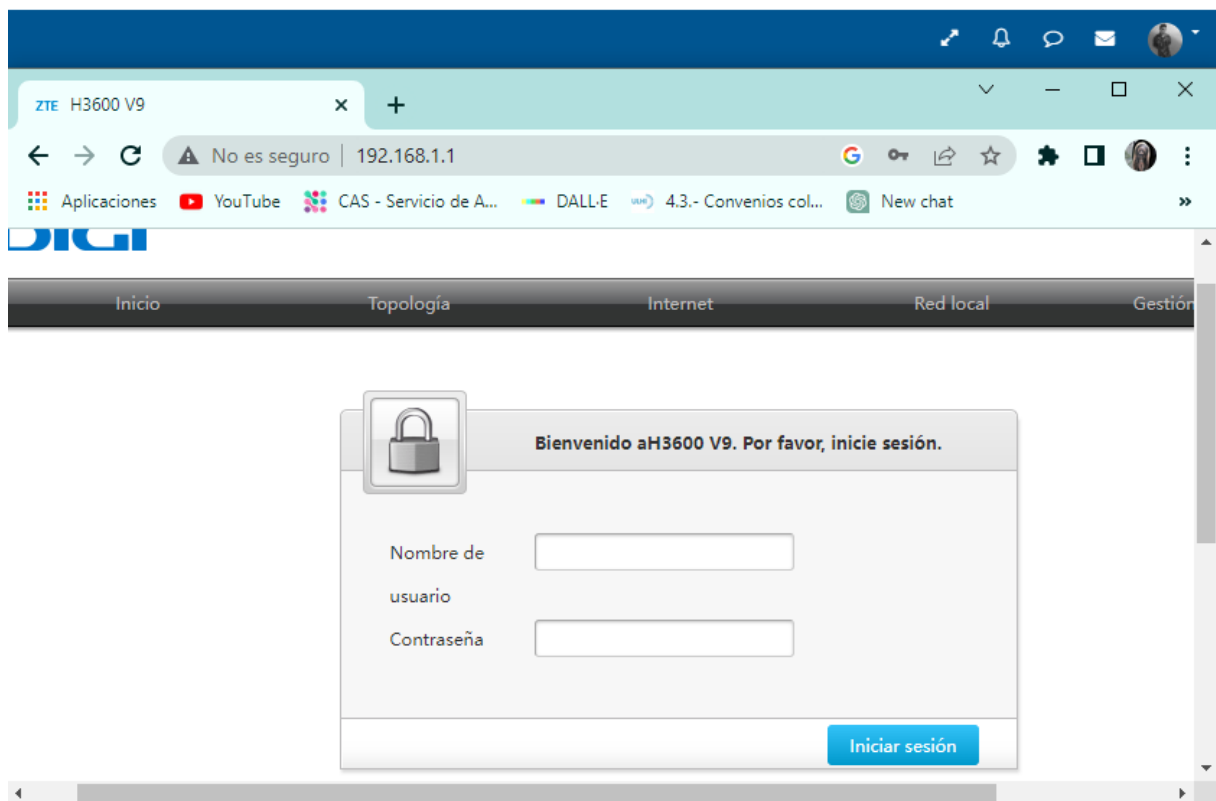 ZTE H3600 V9
No es seguro 192.168.1.1
Aplicaciones YouTube CAS - Servicio de A... DALL·E 4.3.- Convenios col... New chat
DIGI
Inicio Topología Internet Red local Gestión
Bienvenido aH3600 V9. Por favor, inicie sesión.
Nombre de
usuario
Contraseña
Iniciar sesión